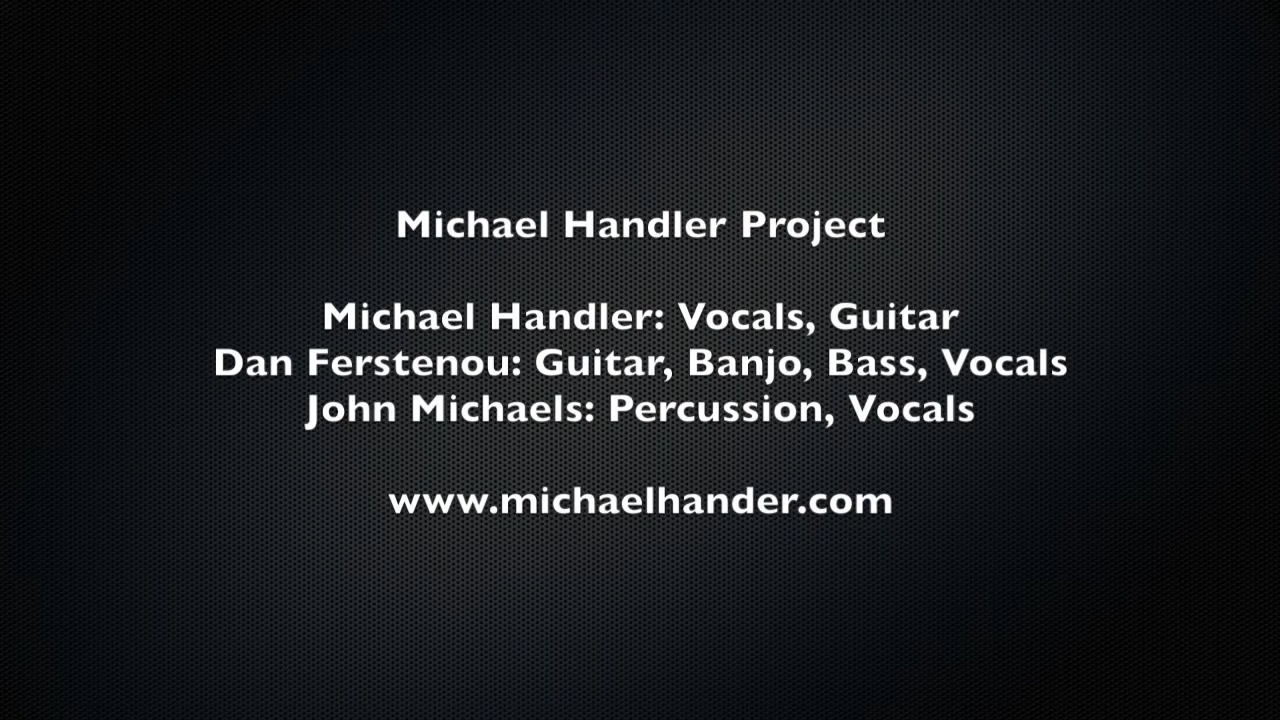 Michael Handler Project
Michael Handler: Vocals, Guitar
Dan Ferstenou: Guitar, Banjo, Bass, Vocals
John Michaels: Percussion, Vocals
www.michaelhander.com